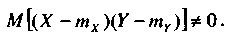 M[(X − m_X)(Y − m_Y)] ≠ 0.